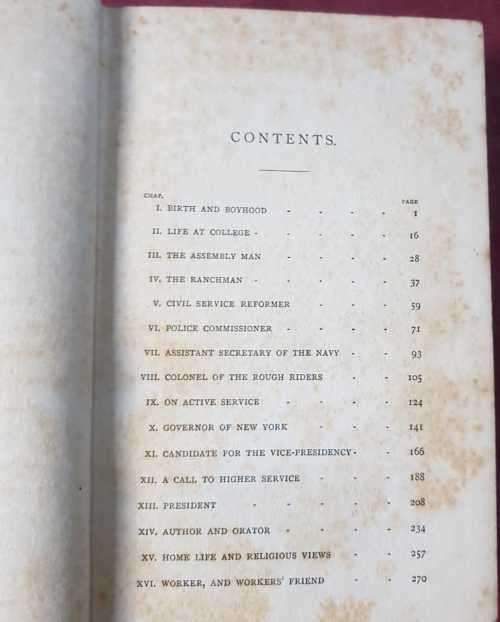 CONTENTS.
CHAP. PAGE
I. BIRTH AND BOYHOOD - - - - 1
II. LIFE AT COLLEGE - - - - - 16
III. THE ASSEMBLY MAN - - - - 28
IV. THE RANCHMAN - - - - - 37
V. CIVIL SERVICE REFORMER - - - 59
VI. POLICE COMMISSIONER - - - - 71
VII. ASSISTANT SECRETARY OF THE NAVY - - 93
VIII. COLONEL OF THE ROUGH RIDERS - - 105
IX. ON ACTIVE SERVICE - - - - 124
X. GOVERNOR OF NEW YORK - - - 141
XI. CANDIDATE FOR THE VICE-PRESIDENCY - - 166
XII. A CALL TO HIGHER SERVICE - - - 188
XIII. PRESIDENT - - - - - 208
XIV. AUTHOR AND ORATOR - - - - 234
XV. HOME LIFE AND RELIGIOUS VIEWS - - 257
XVI. WORKER, AND WORKERS' FRIEND - - 270